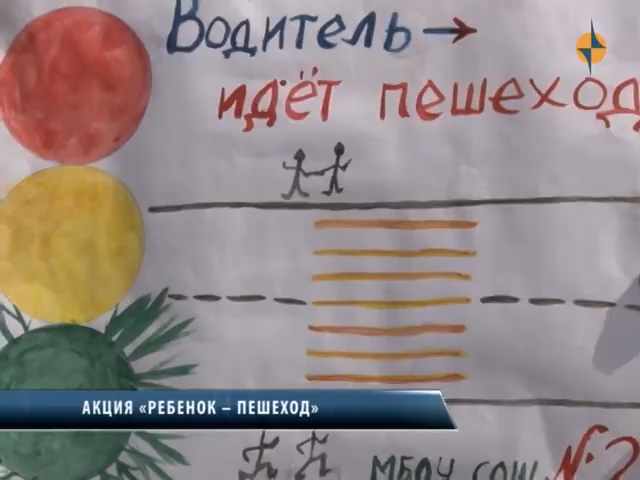 Водитель →
идёт пешеход
АКЦИЯ «РЕБЕНОК – ПЕШЕХОД»
МБОУ СОШ №2